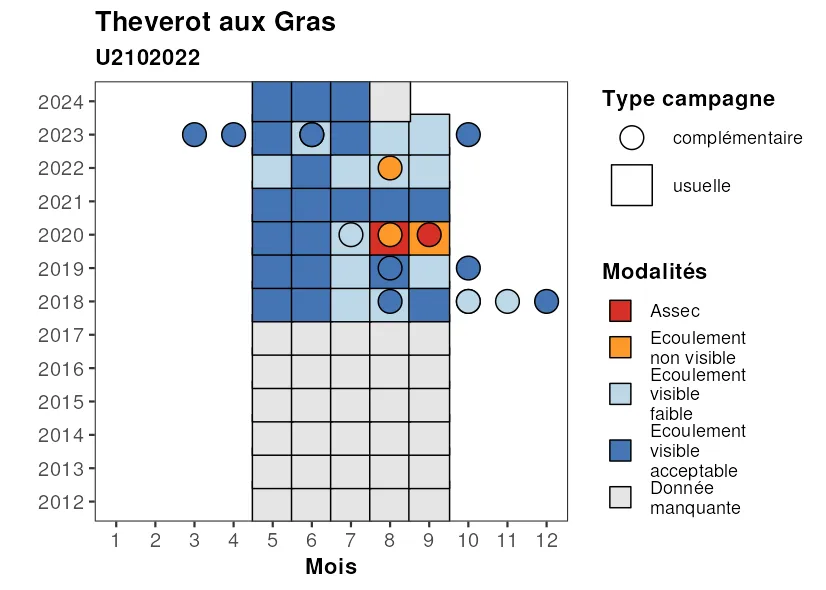 Theverot aux Gras
U2102022
2024
2023
2022
2021
2020
2019
2018
2017
2016
2015
2014
2013
2012
1 2 3 4 5 6 7 8 9 10 11 12
Mois
Type campagne
complémentaire
usuelle
Modalités
Assec
Ecoulement
non visible
Ecoulement
visible
faible
Ecoulement
visible
acceptable
Donnée
manquante